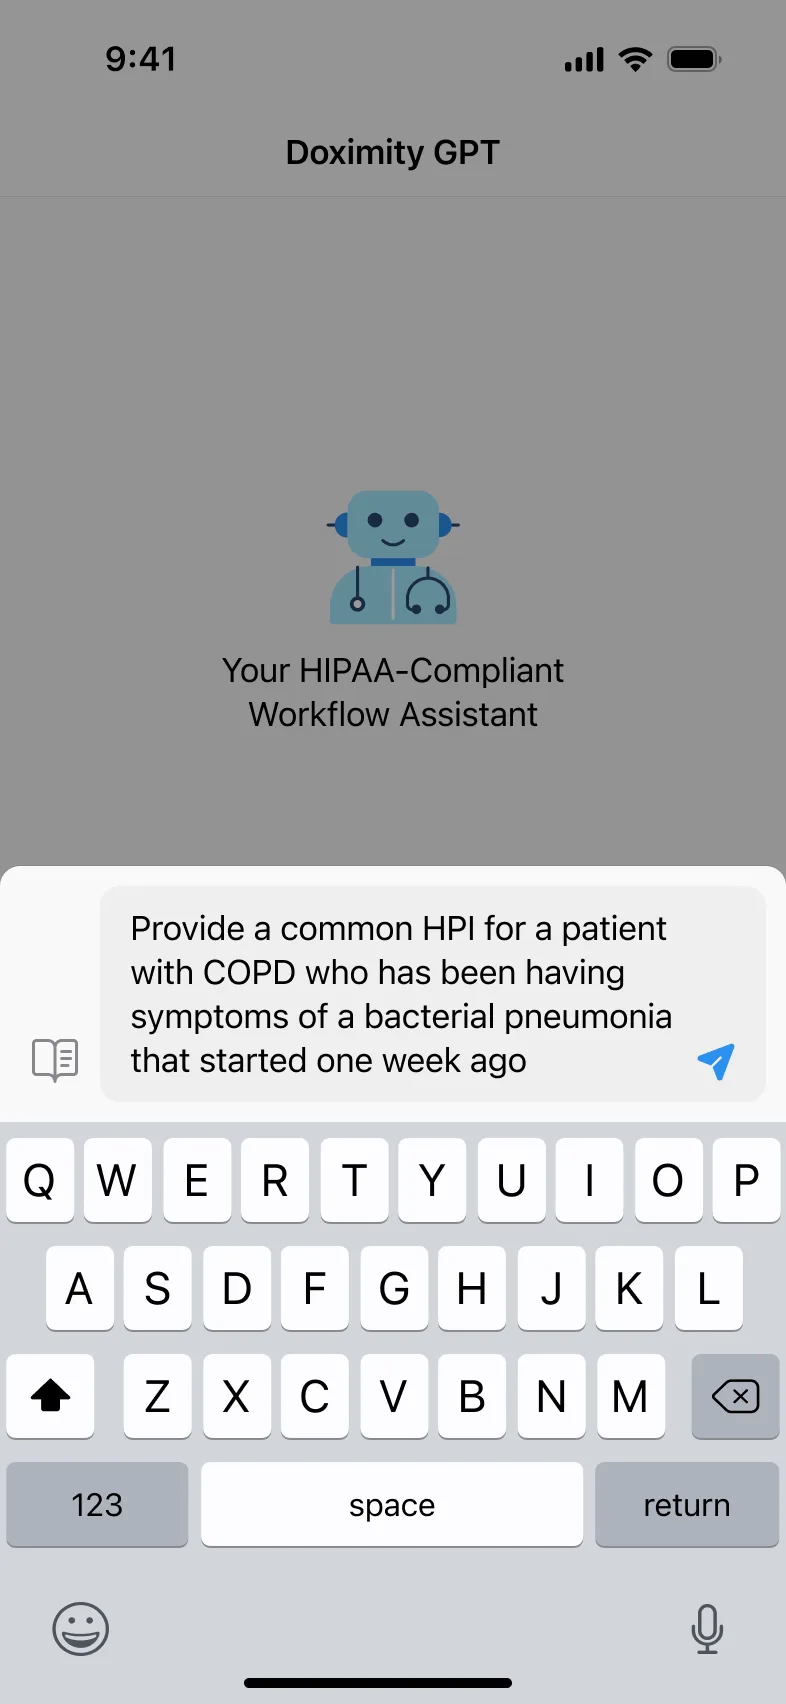 9:41
Doximity GPT
Your HIPAA-Compliant
Workflow Assistant
Provide a common HPI for a patient
with COPD who has been having
symptoms of a bacterial pneumonia
that started one week ago
Q W E R T Y U I O P
A S D F G H J K L
Z X C V B N M
123 space return